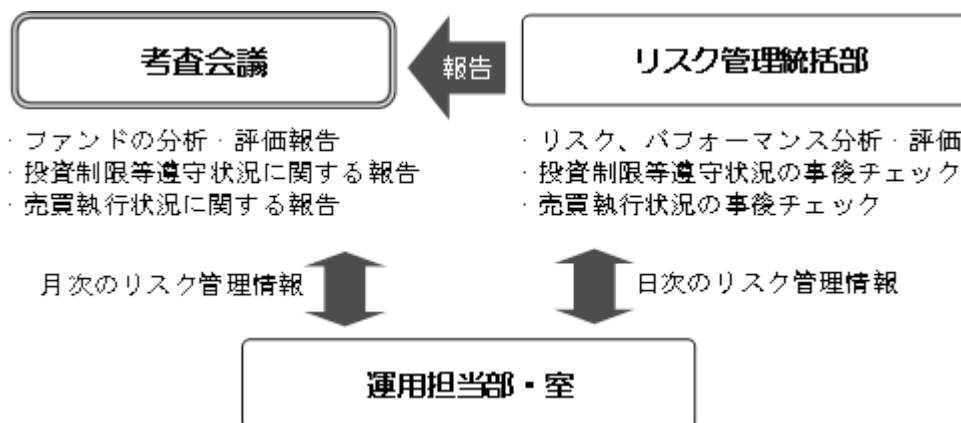 考査会議
報告
リスク管理統括部
· ファンドの分析 · 評価報告
· 投資制限等遵守状況に関する報告
· 売買執行状況に関する報告
· リスク、パフォーマンス分析 · 評価
· 投資制限等遵守状況の事後チェック
· 売買執行状況の事後チェック
月次のリスク管理情報
日次のリスク管理情報
運用担当部・室